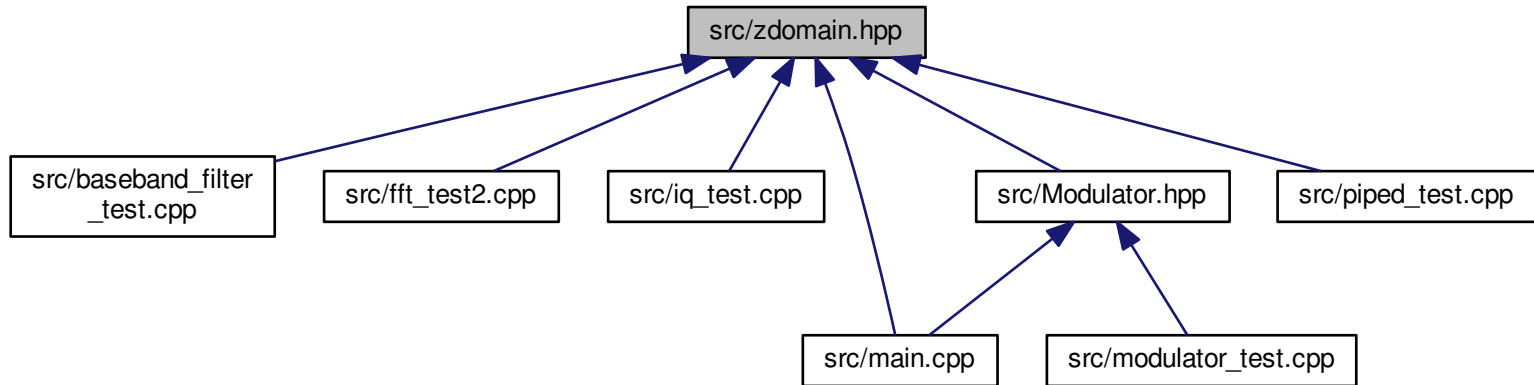 src/zdomain.hpp
src/baseband_filter
_test.cpp
src/fft_test2.cpp
src/iq_test.cpp
src/Modulator.hpp
src/piped_test.cpp
src/main.cpp
src/modulator_test.cpp